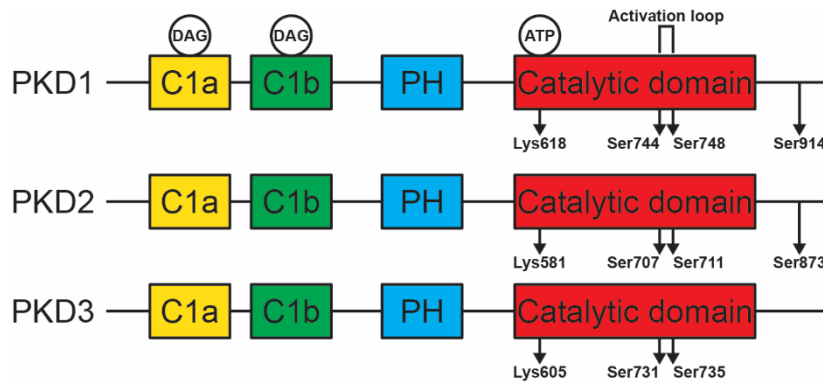 Activation loop
DAG DAG ATP
PKD1 C1a C1b PH Catalytic domain
Lys618 Ser744 Ser748 Ser914
PKD2 C1a C1b PH Catalytic domain
Lys581 Ser707 Ser711 Ser873
PKD3 C1a C1b PH Catalytic domain
Lys605 Ser731 Ser735